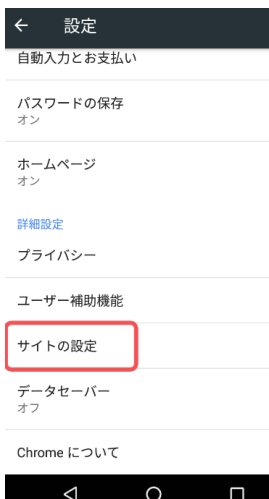 設定
自動入力とお支払い
パスワードの保存
オン
ホームページ
オン
詳細設定
プライバシー
ユーザー補助機能
サイトの設定
データセーバー
オフ
Chrome について